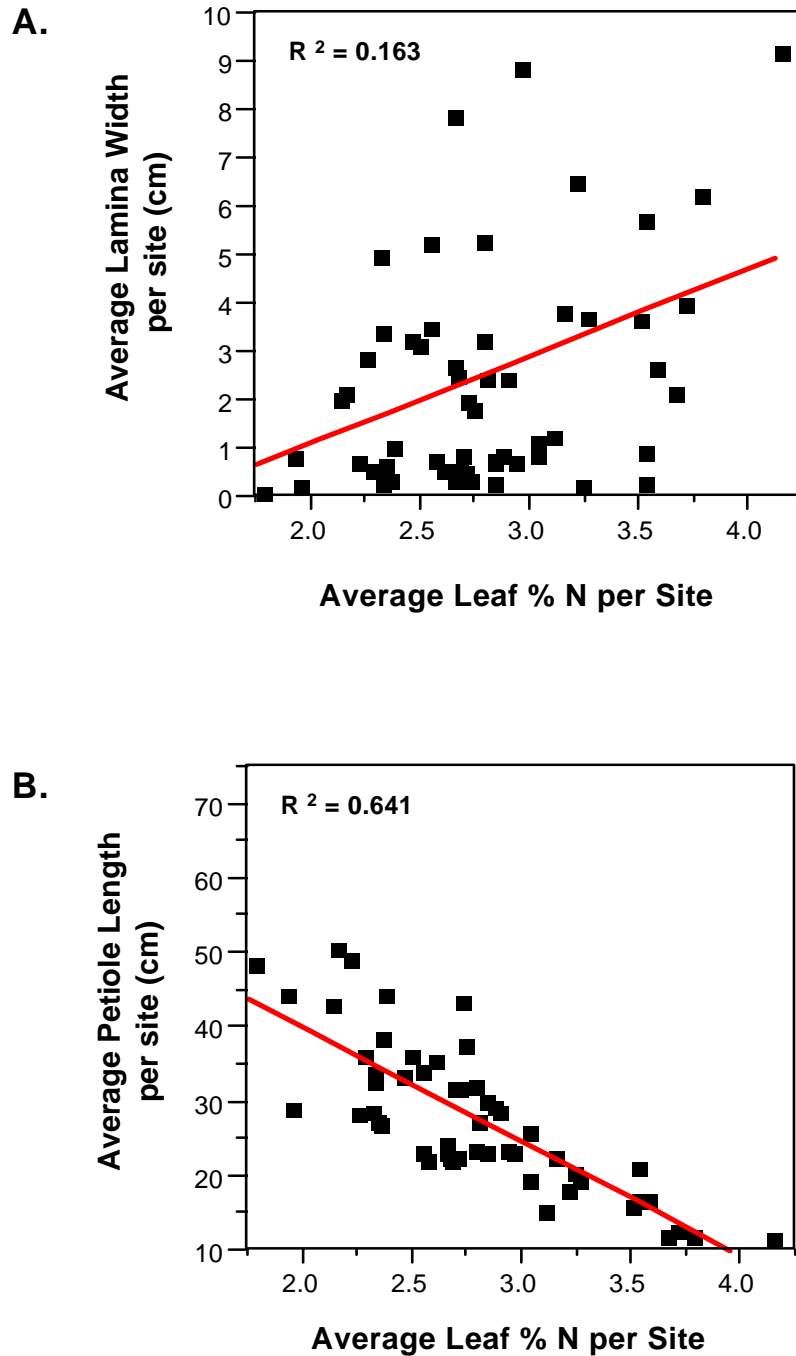 A.
R ² = 0.163
Average Lamina Width
per site (cm)
10
9
8
7
6
5
4
3
2
1
0
2.0 2.5 3.0 3.5 4.0
Average Leaf % N per Site
B.
R ² = 0.641
Average Petiole Length
per site (cm)
70
60
50
40
30
20
10
2.0 2.5 3.0 3.5 4.0
Average Leaf % N per Site